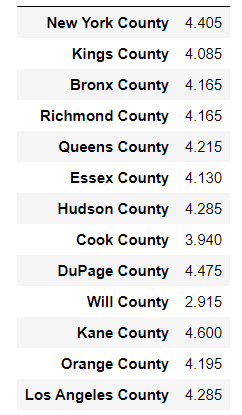 New York County 4.405
Kings County 4.085
Bronx County 4.165
Richmond County 4.165
Queens County 4.215
Essex County 4.130
Hudson County 4.285
Cook County 3.940
DuPage County 4.475
Will County 2.915
Kane County 4.600
Orange County 4.195
Los Angeles County 4.285